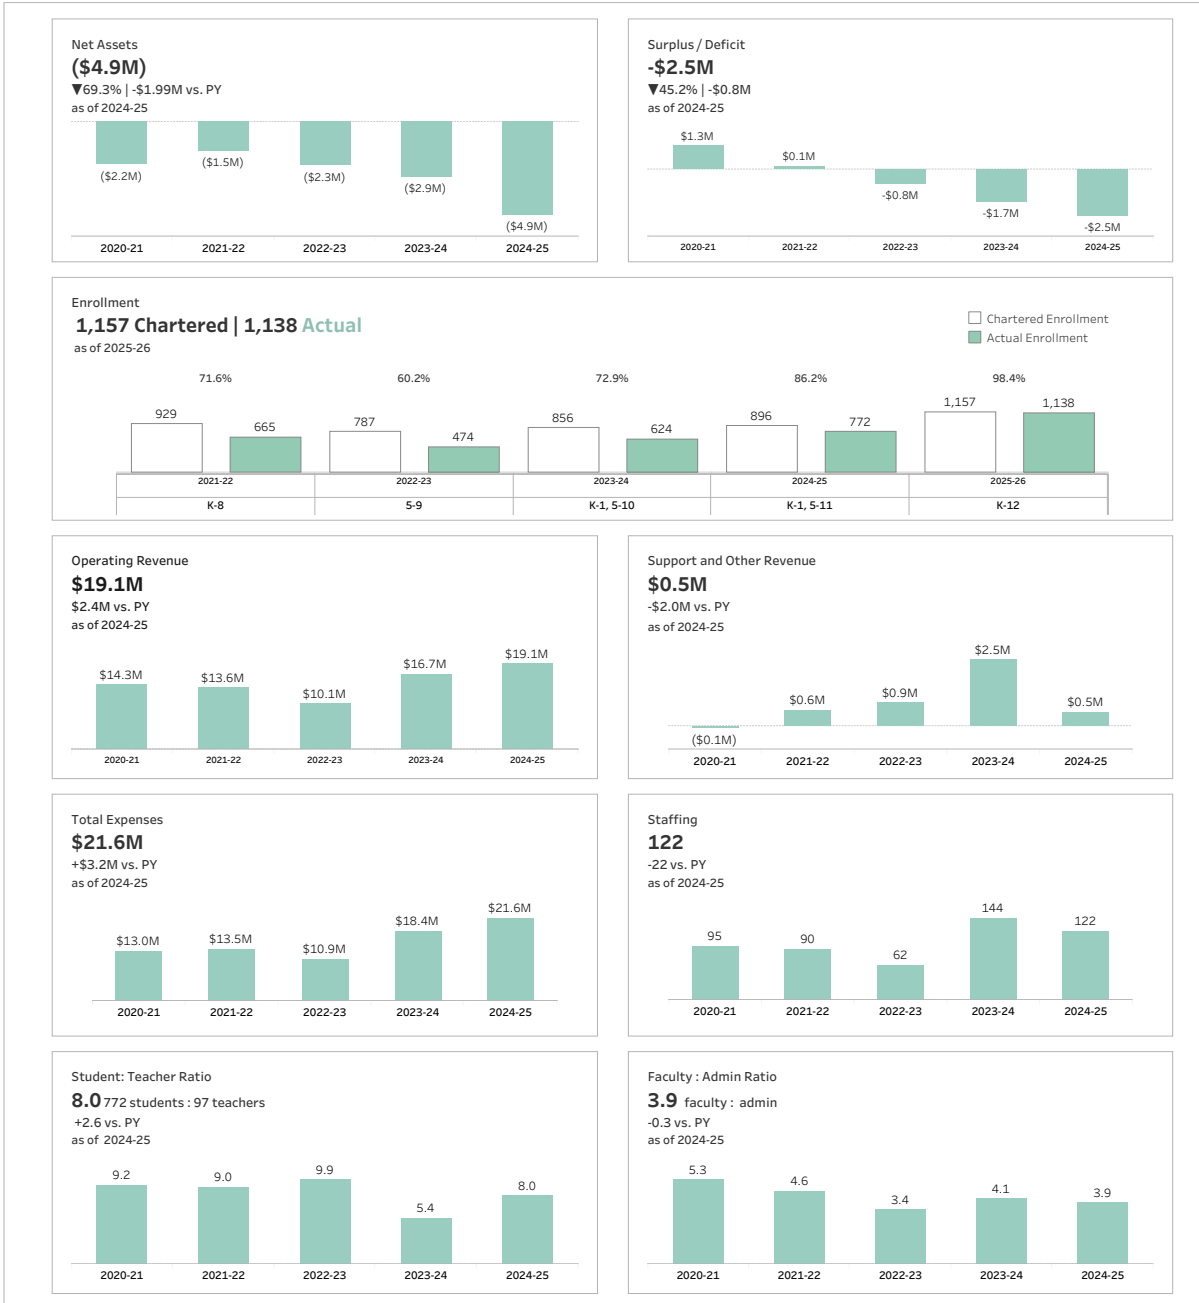 Net Assets
($4.9M)
▼69.3% | -$1.99M vs. PY
as of 2024-25
($2.2M)
($1.5M)
($2.3M)
($2.9M)
($4.9M)
2020-21 2021-22 2022-23 2023-24 2024-25
Surplus / Deficit
-$2.5M
▼45.2% | -$0.8M
as of 2024-25
$1.3M
$0.1M
-$0.8M
-$1.7M
-$2.5M
2020-21 2021-22 2022-23 2023-24 2024-25
Enrollment
1,157 Chartered | 1,138 Actual
as of 2025-26
Chartered Enrollment
Actual Enrollment
71.6% 60.2% 72.9% 86.2% 98.4%
929 665 787 474 856 624 896 772 1,157 1,138
2021-22 2022-23 2023-24 2024-25 2025-26
K-8 5-9 K-1, 5-10 K-1, 5-11 K-12
Operating Revenue
$19.1M
$2.4M vs. PY
as of 2024-25
$14.3M $13.6M $10.1M $16.7M $19.1M
2020-21 2021-22 2022-23 2023-24 2024-25
Support and Other Revenue
$0.5M
-$2.0M vs. PY
as of 2024-25
($0.1M) $0.6M $0.9M $2.5M $0.5M
2020-21 2021-22 2022-23 2023-24 2024-25
Total Expenses
$21.6M
+$3.2M vs. PY
as of 2024-25
$13.0M $13.5M $10.9M $18.4M $21.6M
2020-21 2021-22 2022-23 2023-24 2024-25
Staffing
122
-22 vs. PY
as of 2024-25
95 90 62 144 122
2020-21 2021-22 2022-23 2023-24 2024-25
Student: Teacher Ratio
8.0 772 students : 97 teachers
+2.6 vs. PY
as of 2024-25
9.2 9.0 9.9 5.4 8.0
2020-21 2021-22 2022-23 2023-24 2024-25
Faculty : Admin Ratio
3.9 faculty : admin
-0.3 vs. PY
as of 2024-25
5.3 4.6 3.4 4.1 3.9
2020-21 2021-22 2022-23 2023-24 2024-25